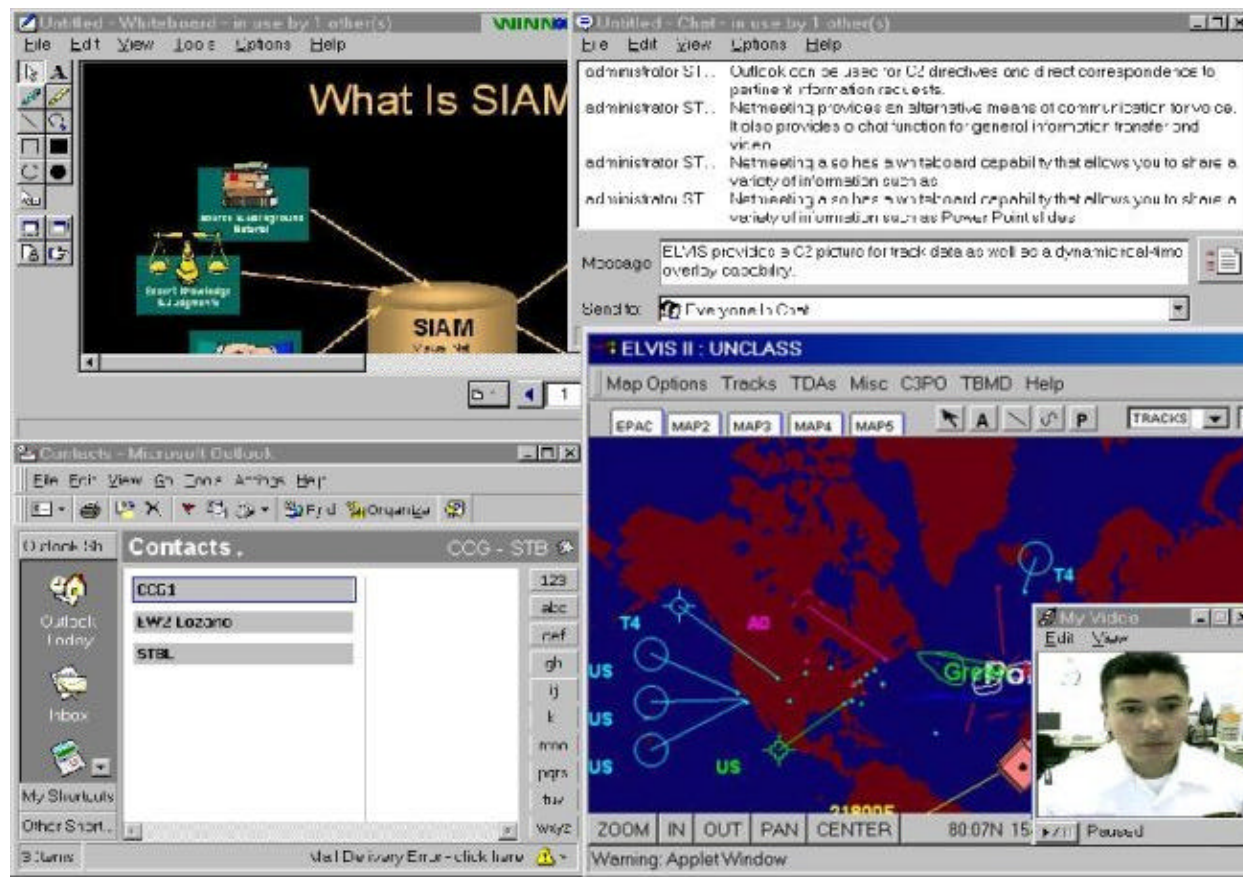 Untitled - Whiteboard - in use by 1 other(s)
File Edit View Tools Options Help
What Is SIAM
Source & Background
Material
Expert Knowledge
& Judgments
SIAM
1
Untitled - Chat - in use by 1 other(s)
File Edit View Options Help
administrator ST... Outlook can be used for C2 directives and direct correspondence to
pertinent information requests.
administrator ST... Netmeeting provides an alternative means of communication for voice.
It also provides a chat function for general information transfer and
video
administrator ST... Netmeeting also has a whiteboard capability that allows you to share a
variety of information such as
administrator ST... Netmeeting also has a whiteboard capability that allows you to share a
variety of information such as Power Point slides
Message ELVIS provides a C2 picture for track data as well as a dynamic real-time
overlay capability.
Send to: Everyone In Chat
ELVIS II : UNCLASS
Map Options Tracks TDAs Misc C3PO TBMD Help
EPAC MAP2 MAP3 MAP4 MAP5 A P TRACKS
T4
T4
AO
US
US
US
US
ZOOM IN OUT PAN CENTER 80.07N
Warning: Applet Window
My Video
Edit View
Paused
Contacts - Microsoft Outlook
File Edit View Go Tools Actions Help
Find Organize
Outlook Sh
Contacts . CCG - STB
Outlook
Today
Inbox
My Shortcuts
Other Short...
CCG1
EW2 Lozano
STBL
123
abc
def
gh
ij
k
mno
pqrs
tuv
wxyz
3 Items Mail Delivery Error - click here